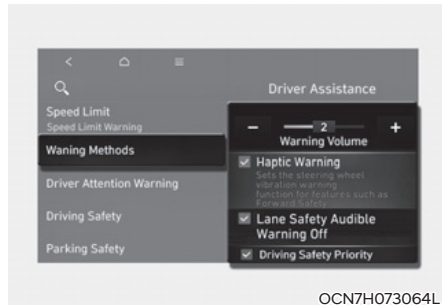 Driver Assistance
Speed Limit
Speed Limit Warning
Waning Methods
Driver Attention Warning
Driving Safety
Parking Safety
− 2 +
Warning Volume
Haptic Warning
Sets the steering wheel
vibration warning
function for features such as
Forward Safety
Lane Safety Audible
Warning Off
Driving Safety Priority
OCN7H073064L